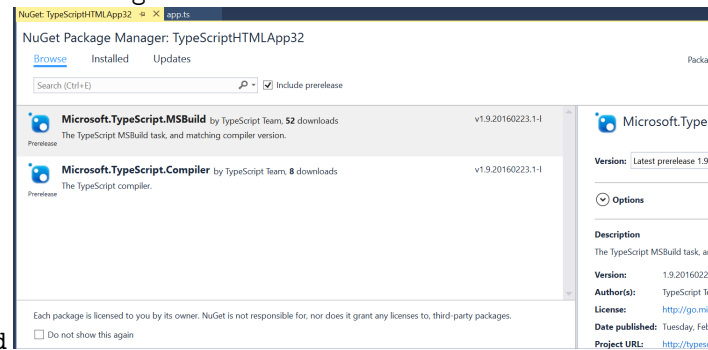 NuGet: TypeScriptHTMLApp32 app.ts
NuGet Package Manager: TypeScriptHTMLApp32
Browse Installed Updates Packa
Search (Ctrl+E) Include prerelease
Microsoft.TypeScript.MSBuild by TypeScript Team, 52 downloads v1.9.20160223.1-l
The TypeScript MSBuild task, and matching compiler version.
Prerelease
Microsoft.TypeScript.Compiler by TypeScript Team, 8 downloads v1.9.20160223.1-l
The TypeScript compiler.
Prerelease
Each package is licensed to you by its owner. NuGet is not responsible, nor does it grant any licenses to, third-party packages.
Do not show this again
Microsoft.Type
Version: Latest prerelease 1.9
Options
Description
The TypeScript MSBuild task, a
Version: 1.9.2016022
Author(s): TypeScript T
License: http://go.mi
Date published: Tuesday, Feb
Project URL: http://types
d